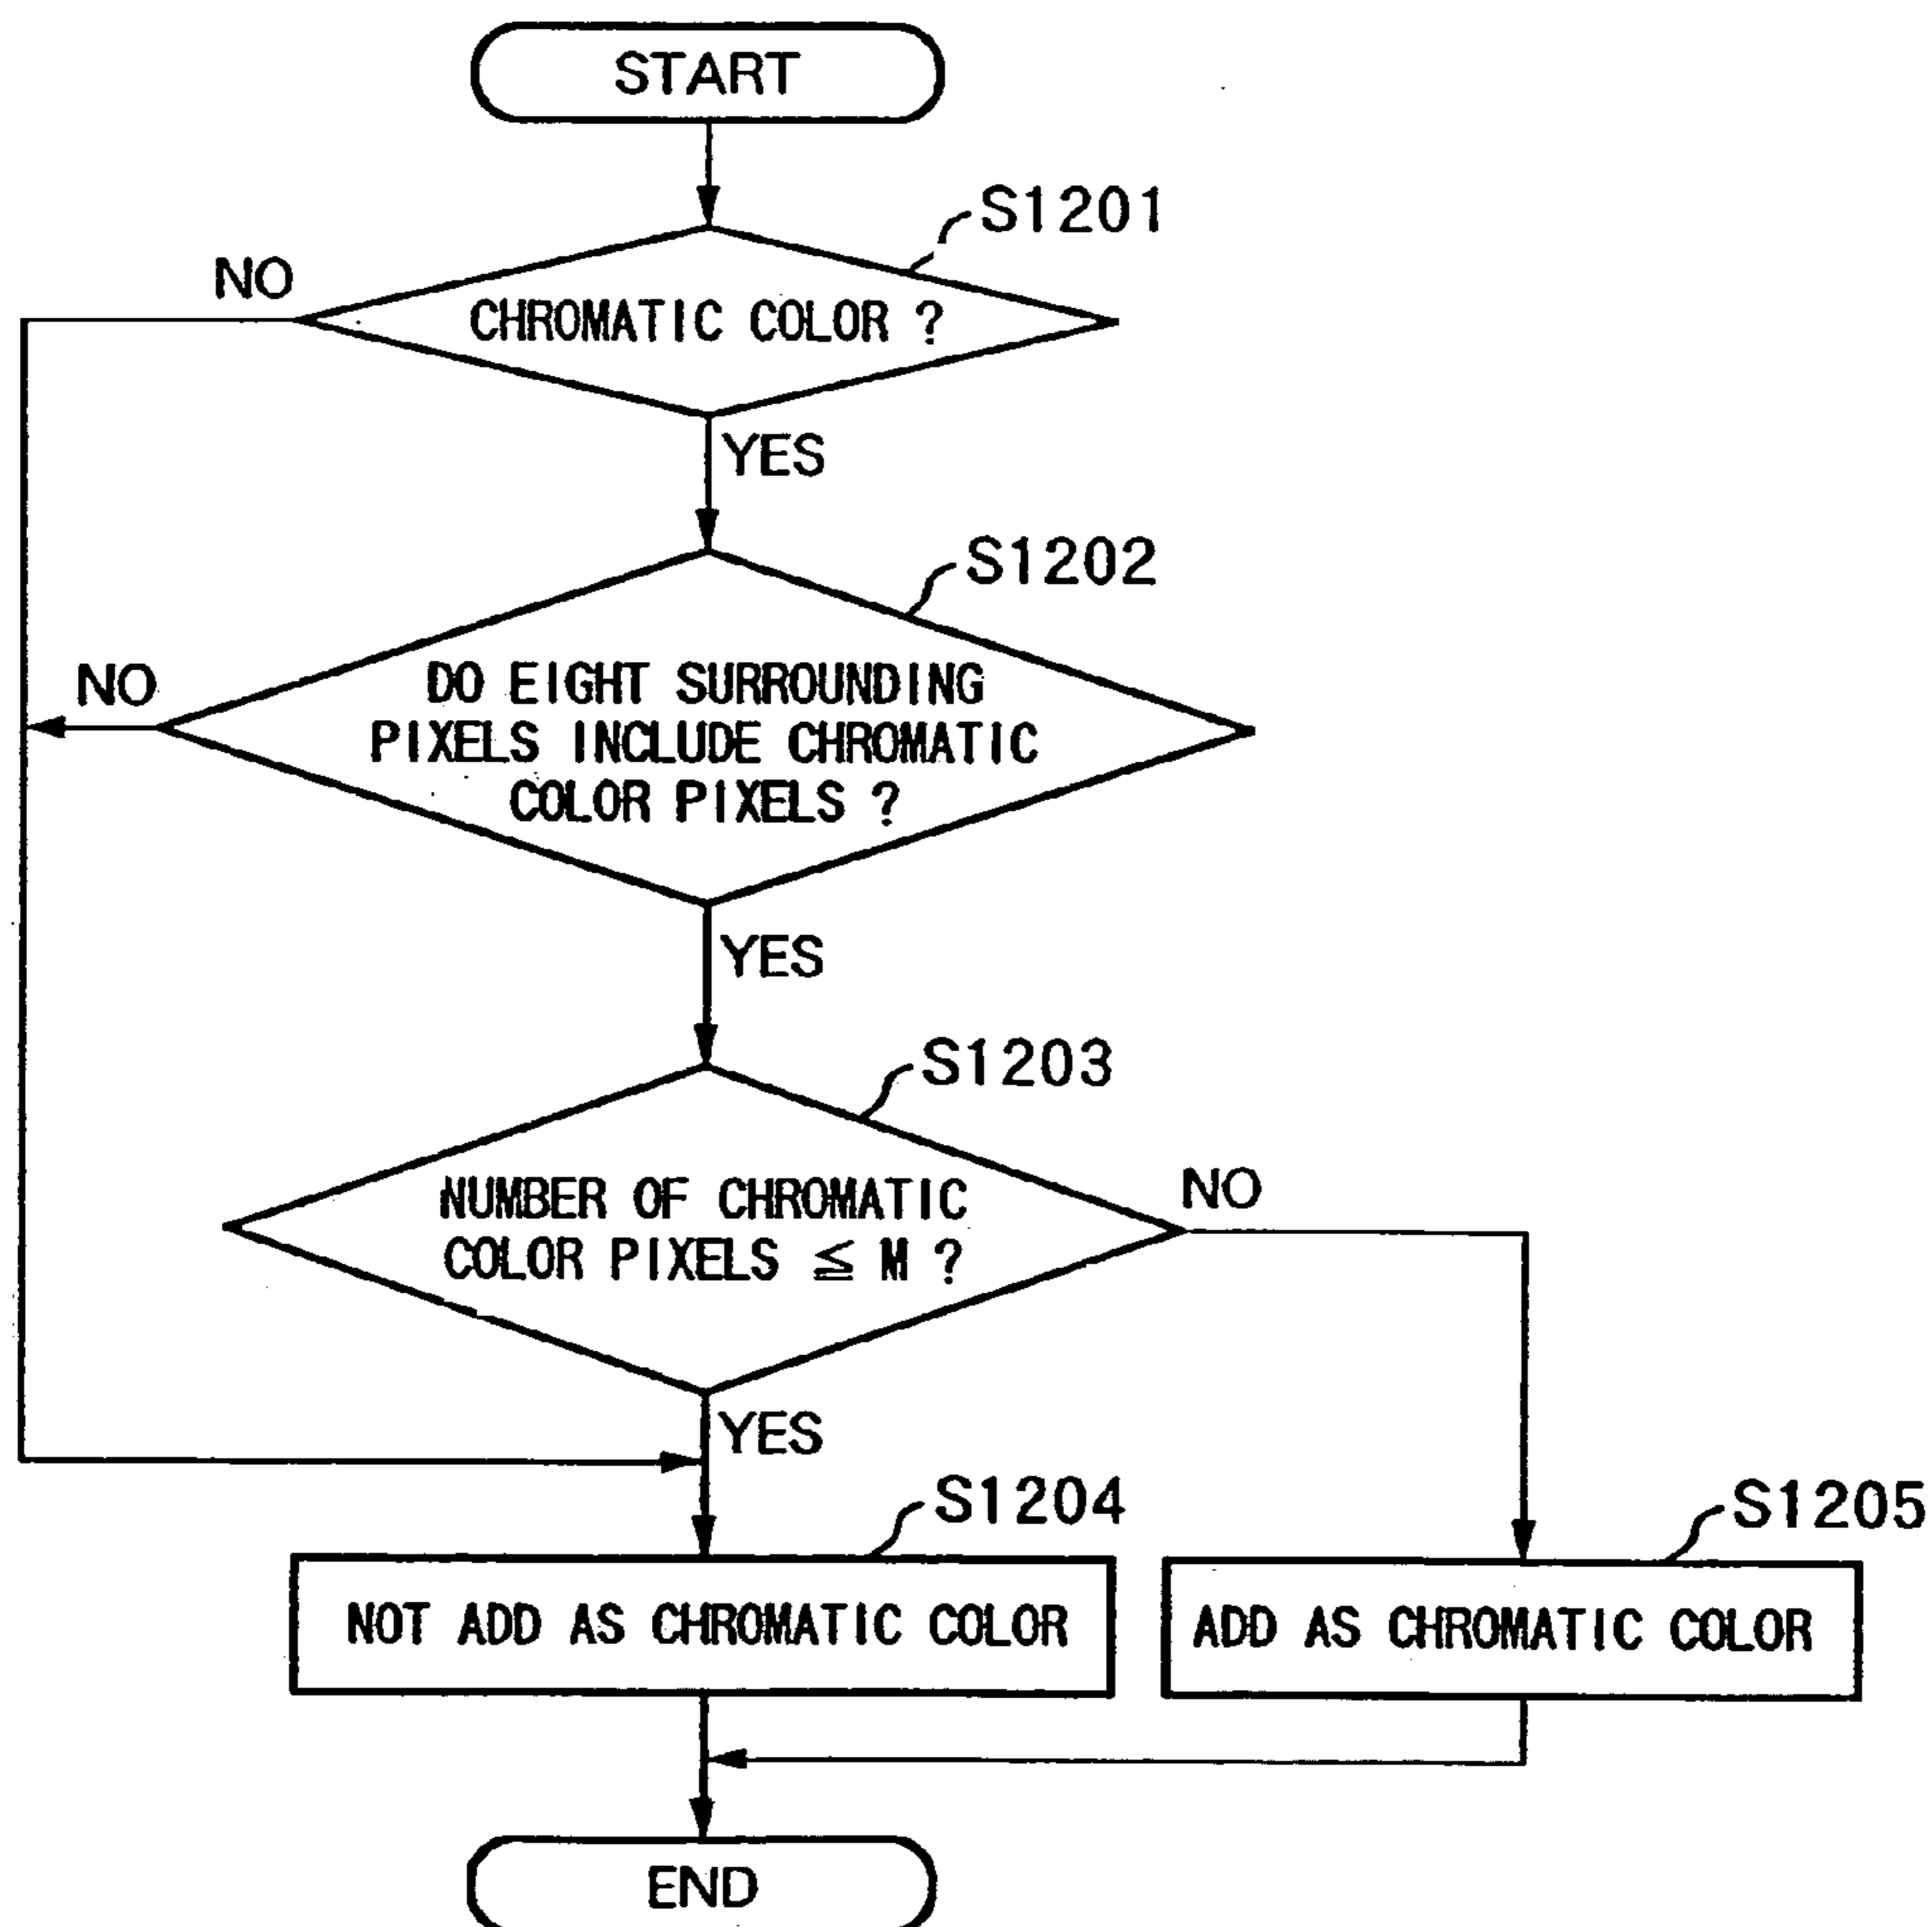 START
S1201
NO
CHROMATIC COLOR ?
YES
S1202
NO
DO EIGHT SURROUNDING
PIXELS INCLUDE CHROMATIC
COLOR PIXELS ?
YES
S1203
NUMBER OF CHROMATIC
COLOR PIXELS ≦ M ?
NO
YES
S1204
S1205
NOT ADD AS CHROMATIC COLOR
ADD AS CHROMATIC COLOR
END